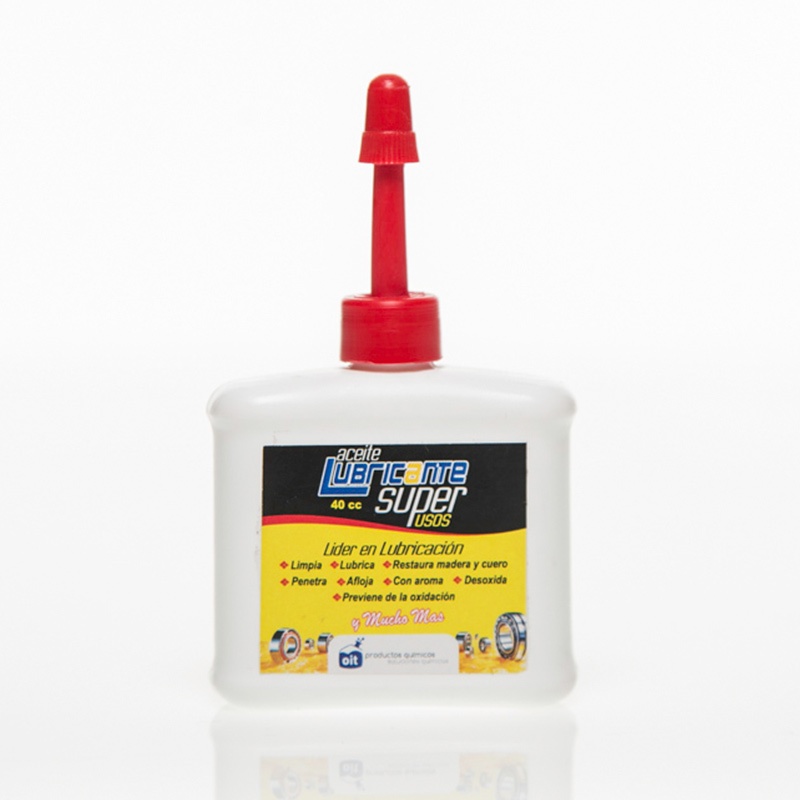 aceite
Lubricante
40 cc super
usos
Lider en Lubricación
Limpia Lubrica Restaura madera y cuero
Penetra Afloja Con aroma Desoxida
Previene de la oxidación
y Mucho Mas
oit productos químicos